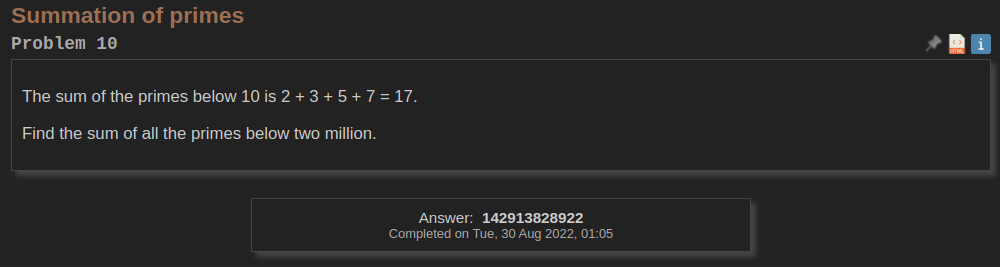 Summation of primes
Problem 10
The sum of the primes below 10 is 2 + 3 + 5 + 7 = 17.
Find the sum of all the primes below two million.
Answer: 142913828922
Completed on Tue, 30 Aug 2022, 01:05